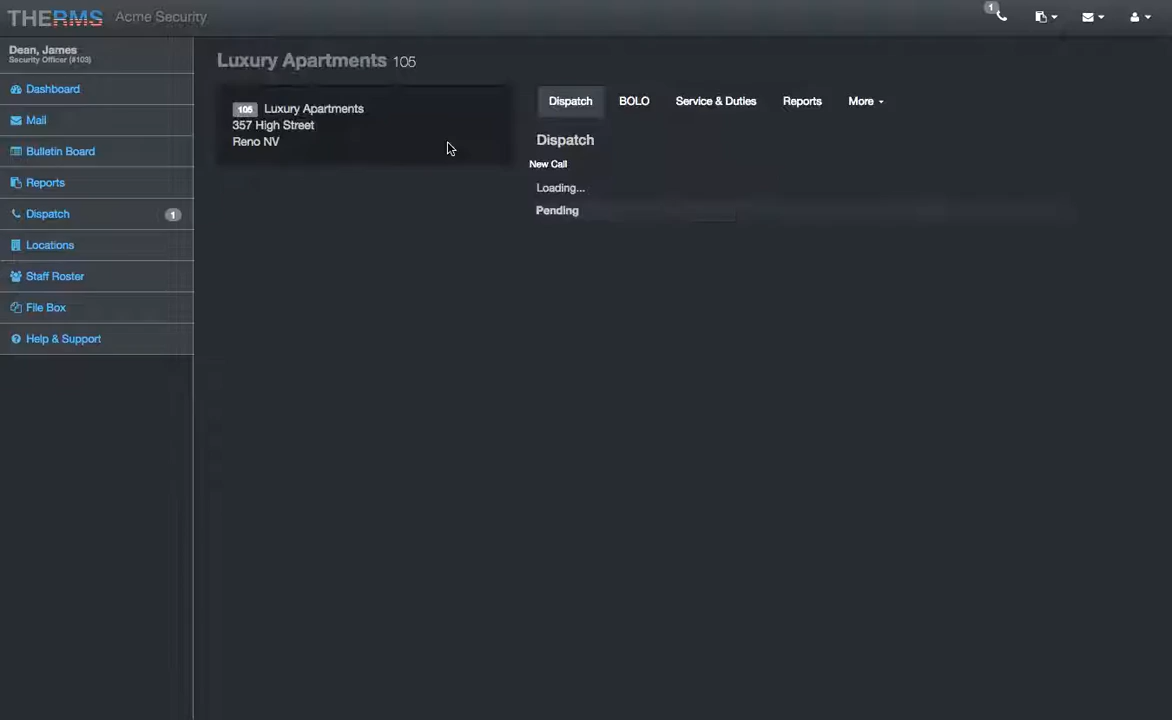 THERMS Acme Security
1
Dean, James
Security Officer (#103)
Dashboard
Mail
Bulletin Board
Reports
Dispatch 1
Locations
Staff Roster
File Box
Help & Support
Luxury Apartments 105
105 Luxury Apartments
357 High Street
Reno NV
Dispatch BOLO Service & Duties Reports More
Dispatch
New Call
Loading...
Pending